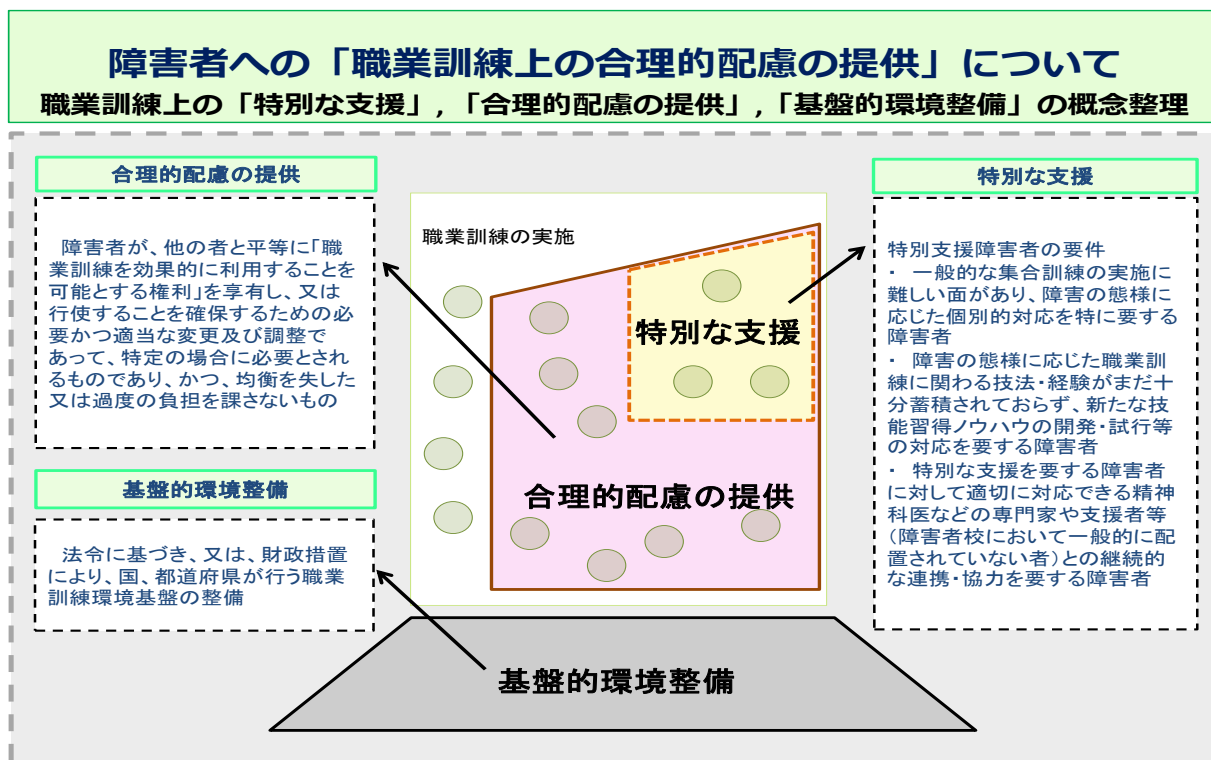 障害者への「職業訓練上の合理的配慮の提供」について
職業訓練上の「特別な支援」,「合理的配慮の提供」,「基盤的環境整備」の概念整理
合理的配慮の提供
障害者が、他の者と平等に「職
業訓練を効果的に利用することを
可能とする権利」を享有し、又は
行使することを確保するための必
要かつ適当な変更及び調整で
あって、特定の場合に必要とされ
るものであり、かつ、均衡を失した
又は過度の負担を課さないもの
基盤的環境整備
法令に基づき、又は、財政措置
により、国、都道府県が行う職業
訓練環境基盤の整備
職業訓練の実施
特別な支援
合理的配慮の提供
基盤的環境整備
特別な支援
特別支援障害者の要件
・ 一般的な集合訓練の実施に
難しい面があり、障害の態様に
応じた個別的対応を特に要する
障害者
・ 障害の態様に応じた職業訓
練に関わる技法・経験がまだ十
分蓄積されておらず、新たな技
能習得ノウハウの開発・試行等
の対応を要する障害者
・ 特別な支援を要する障害者
に対して適切に対応できる精神
科医などの専門家や支援者等
(障害者校において一般的に配
置されていない者)との継続的
な連携・協力を要する障害者